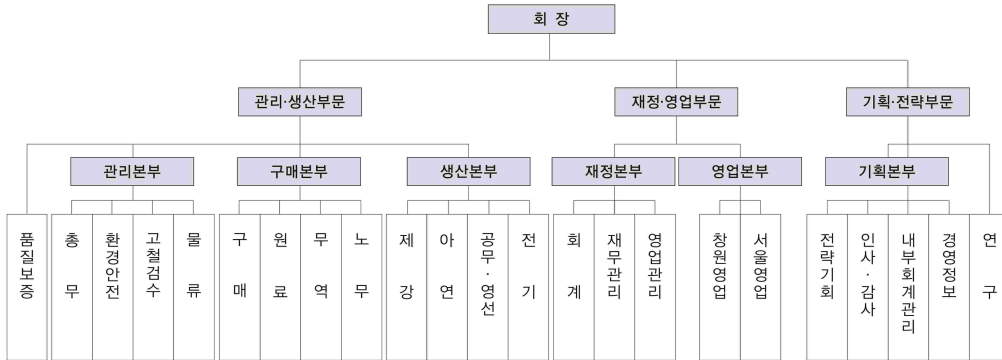 회 장
관리·생산부문
재정·영업부문
기획·전략부문
관리본부
구매본부
생산본부
재정본부
영업본부
기획본부
품질보증
총무
환경안전
고철검수
물류
구매
원료
무역
노무
제강
아연
공무·영선
전기
회계
재무관리
영업관리
창원영업
서울영업
전략기회
인사·감사
내부회계관리
경영정보
연구